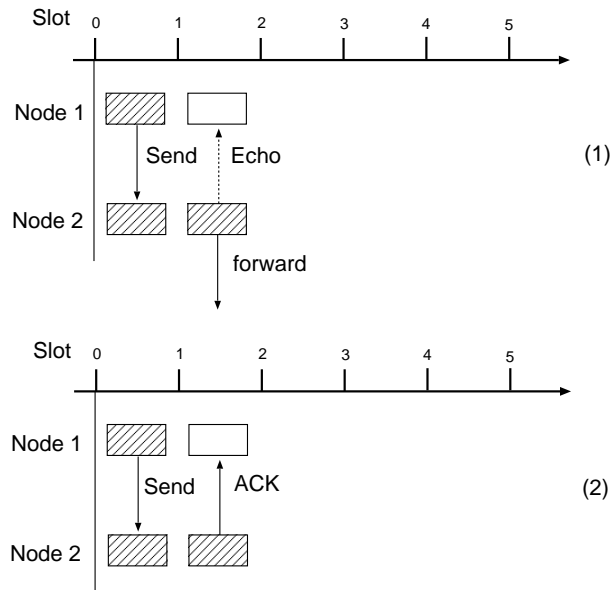 Slot 0 1 2 3 4 5
Node 1
Send Echo (1)
Node 2
forward
Slot 0 1 2 3 4 5
Node 1
Send ACK (2)
Node 2